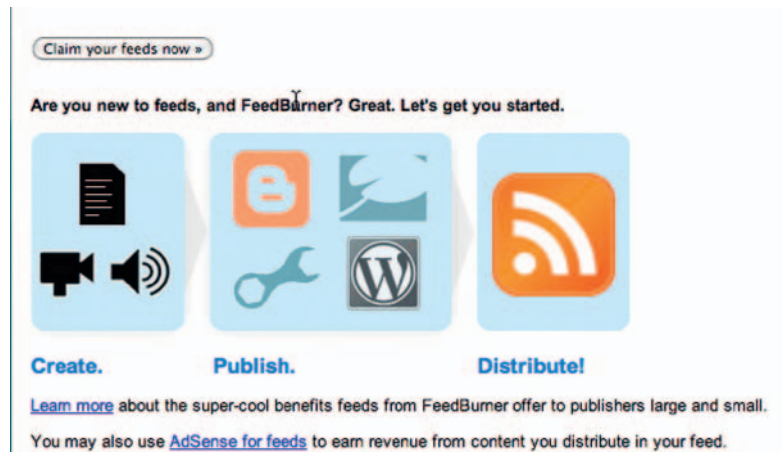 Claim your feeds now »
Are you new to feeds, and FeedBurner? Great. Let's get you started.
Create. Publish. Distribute!
Learn more about the super-cool benefits feeds from FeedBurner offer to publishers large and small.
You may also use AdSense for feeds to earn revenue from content you distribute in your feed.